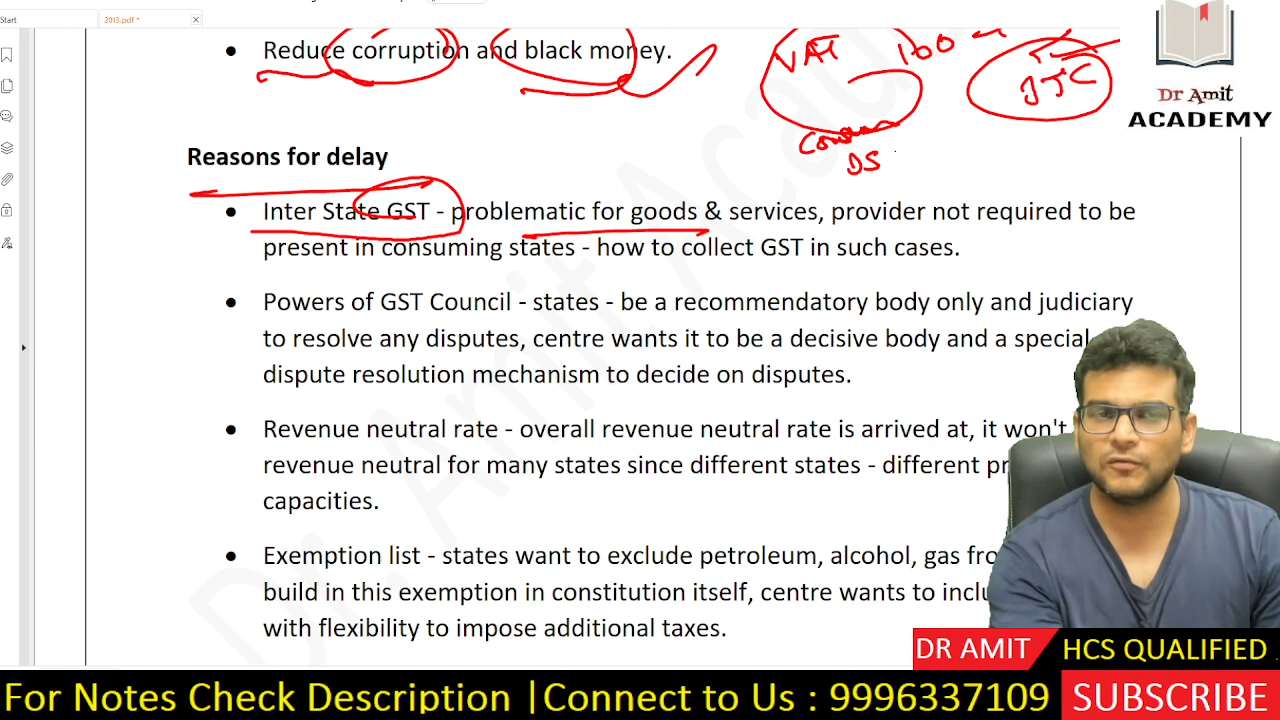 Start
2013.pdf *
Reduce corruption and black money.
VAT
100
ITC
DS
Dr Amit
ACADEMY
Reasons for delay
Inter State GST - problematic for goods & services, provider not required to be
present in consuming states - how to collect GST in such cases.
Powers of GST Council - states - be a recommendatory body only and judiciary
to resolve any disputes, centre wants it to be a decisive body and a special
dispute resolution mechanism to decide on disputes.
Revenue neutral rate - overall revenue neutral rate is arrived at, it won't
revenue neutral for many states since different states - different
capacities.
Exemption list - states want to exclude petroleum, alcohol, gas
build in this exemption in constitution itself, centre wants to
with flexibility to impose additional taxes.
Dr. Amit Academy
DR AMIT
HCS QUALIFIED
For Notes Check Description | Connect to Us : 9996337109
SUBSCRIBE